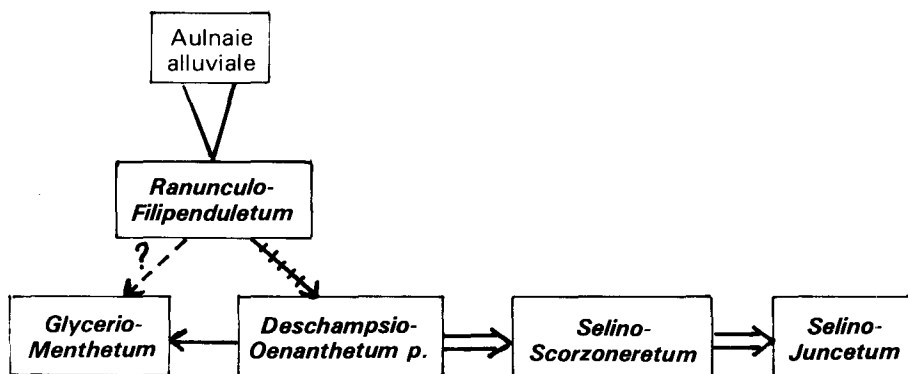 Aulnaie
alluviale
Ranunculo-
Filipenduletum
?
Glycerio-
Menthetum
Deschampsio-
Oenanthetum p.
Selino-
Scorzoneretum
Selino-
Juncetum